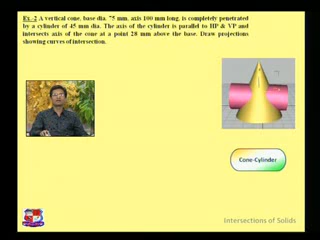 Ex. 2 A vertical cone, base dia. 75 mm, axis 100 mm long, is completely penetrated
by a cylinder of 45 mm dia. The axis of the cylinder is parallel to HP & VP and
intersects axis of the cone at a point 28 mm above the base. Draw projections
showing curves of intersection.
Cone-Cylinder
Intersections of Solids